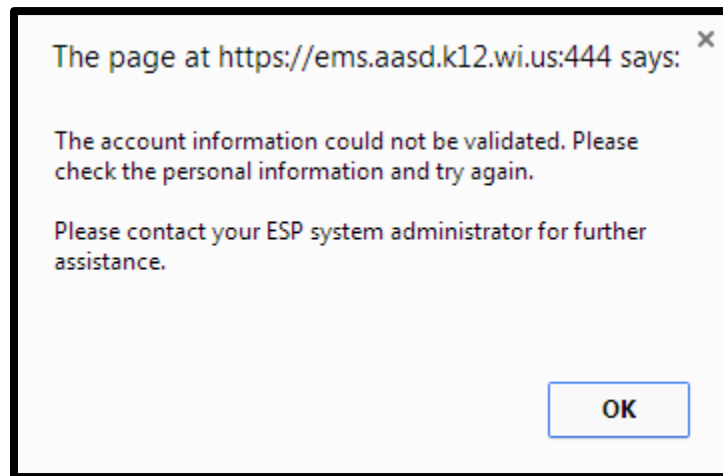 The page at https://ems.aasd.k12.wi.us:444 says:
The account information could not be validated. Please
check the personal information and try again.
Please contact your ESP system administrator for further
assistance.
OK